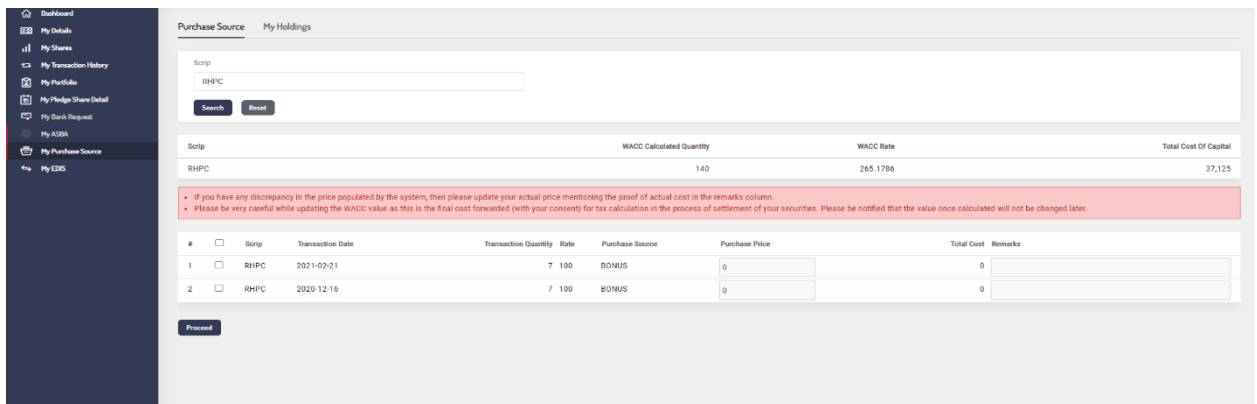 Dashboard
My Details
My Shares
My Transaction History
My Portfolio
My Pledge Share Detail
My Bank Request
My ASBA
My Purchase Source
My EDIS
Purchase Source My Holdings
Scrip
RHPC
Search Reset
Scrip WACC Calculated Quantity WACC Rate Total Cost Of Capital
RHPC 140 265.1786 37,125
• If you have any discrepancy in the price populated by the system, then please update your actual price mentioning the proof of actual cost in the remarks column.
• Please be very careful while updating the WACC value as this is the final cost forwarded (with your consent) for tax calculation in the process of settlement of your securities. Please be notified that the value once calculated will not be changed later.
# Scrip Transaction Date Transaction Quantity Rate Purchase Source Purchase Price Total Cost Remarks
1 RHPC 2021-02-21 7 100 BONUS 0 0
2 RHPC 2020-12-16 7 100 BONUS 0 0
Proceed